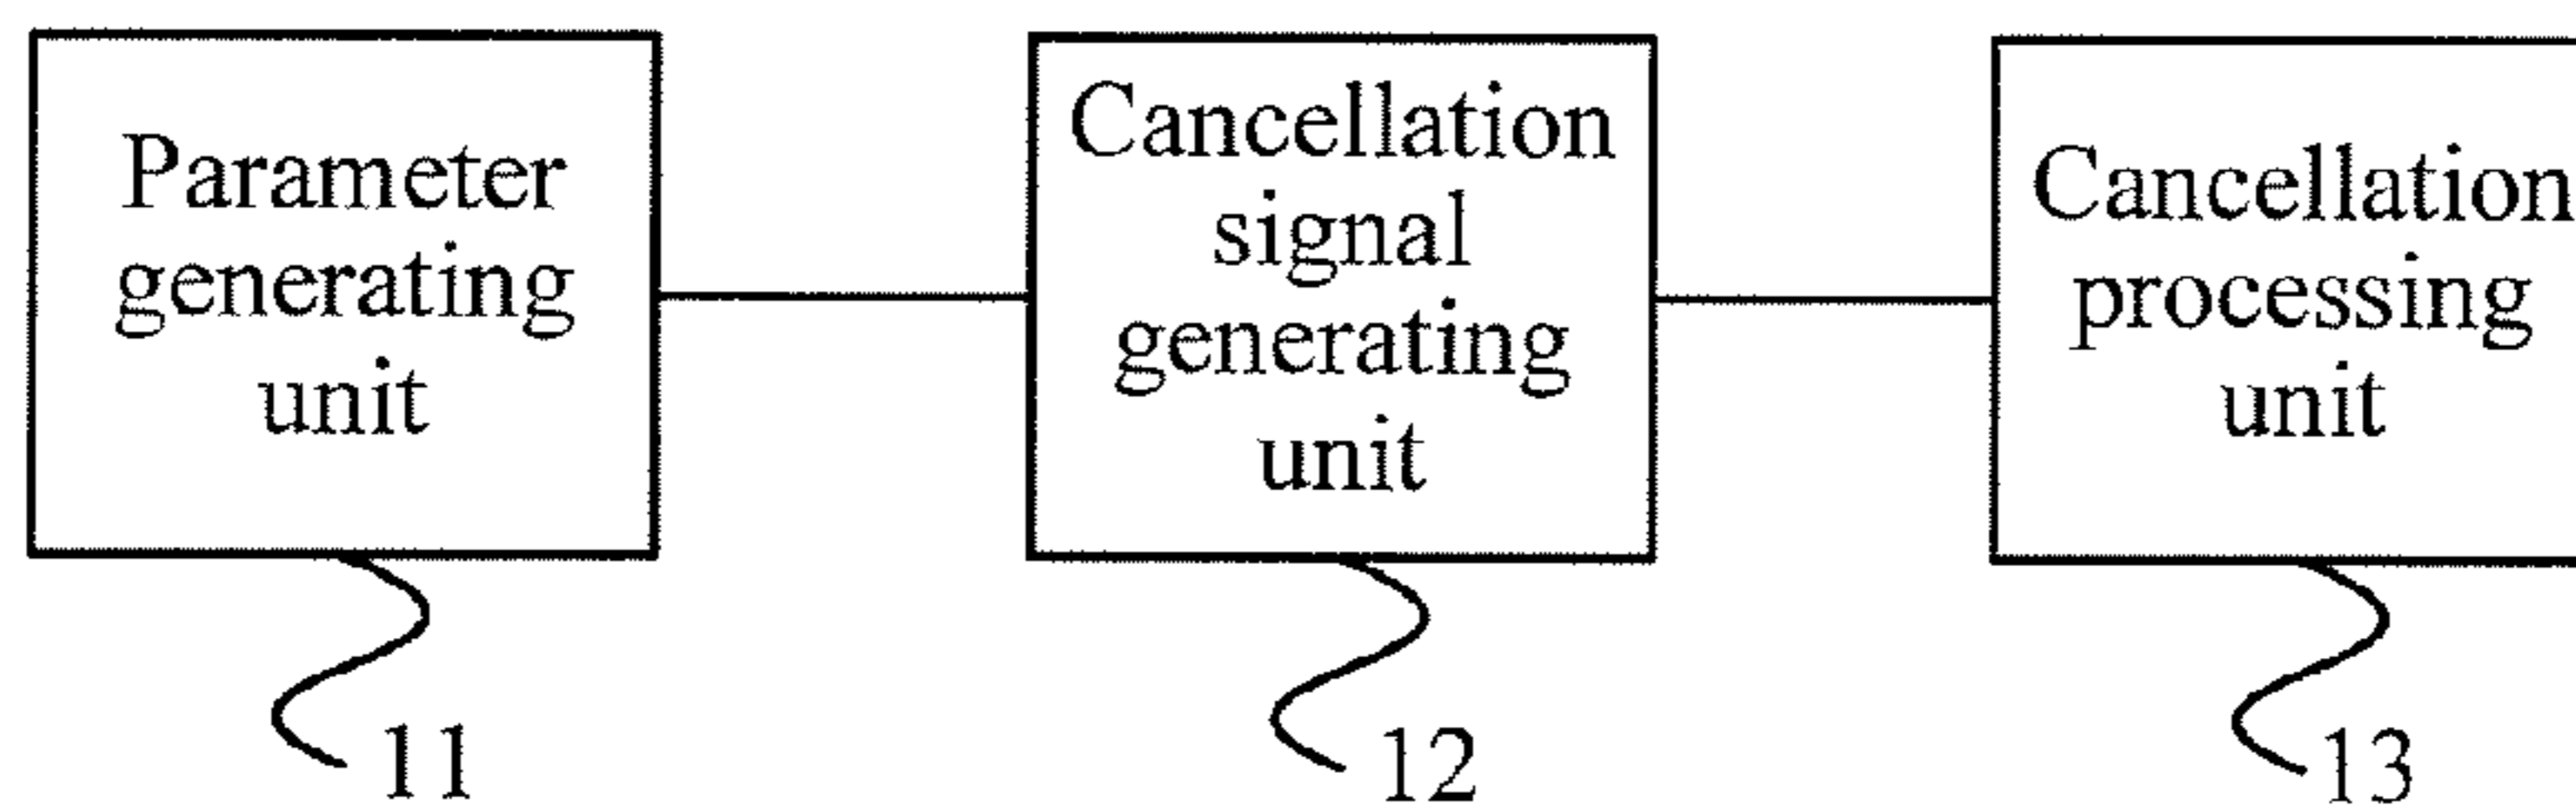 Parameter
generating
unit
Cancellation
signal
generating
unit
Cancellation
processing
unit
11
12
13